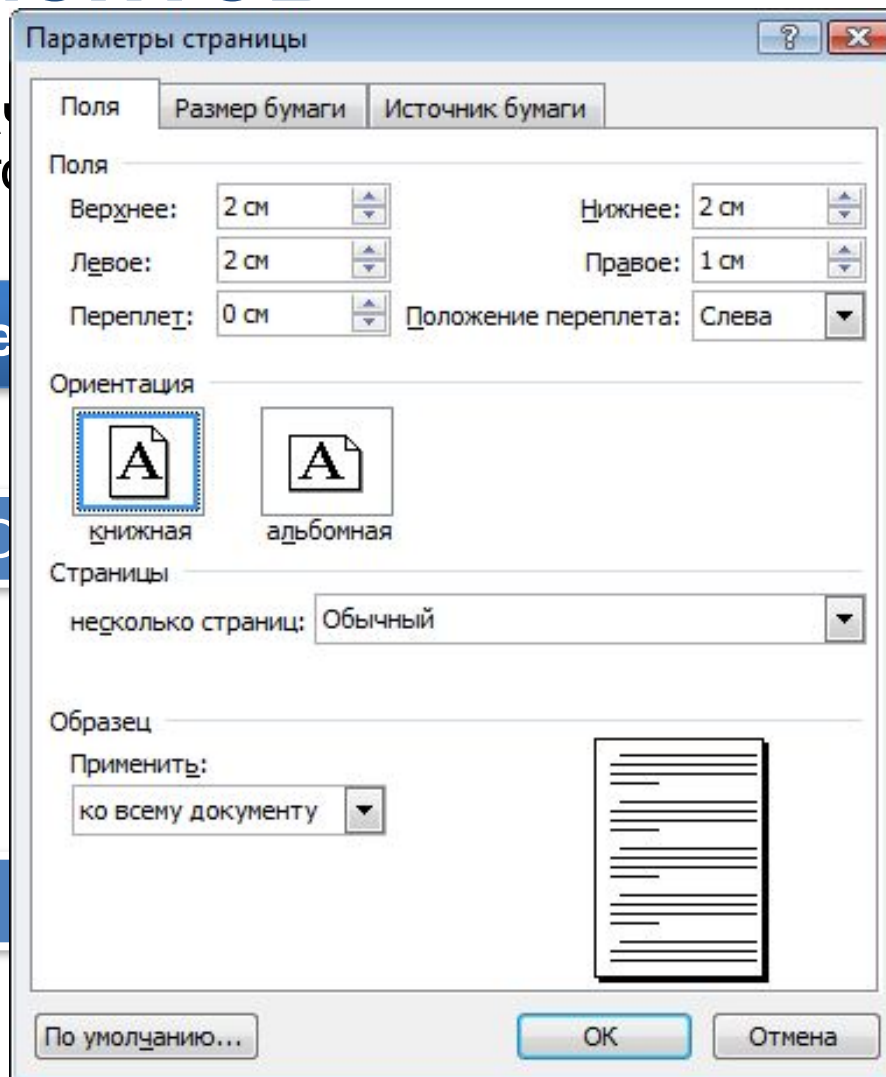 Параметры страницы
Поля Размер бумаги Источник бумаги
Поля
Верхнее: 2 см Нижнее: 2 см
Левое: 2 см Правое: 1 см
Переплет: 0 см Положение переплета: Слева
Ориентация
A A
книжная альбомная
Страницы
несколько страниц: Обычный
Образец
Применить:
ко всему документу
По умолчанию... ОК Отмена